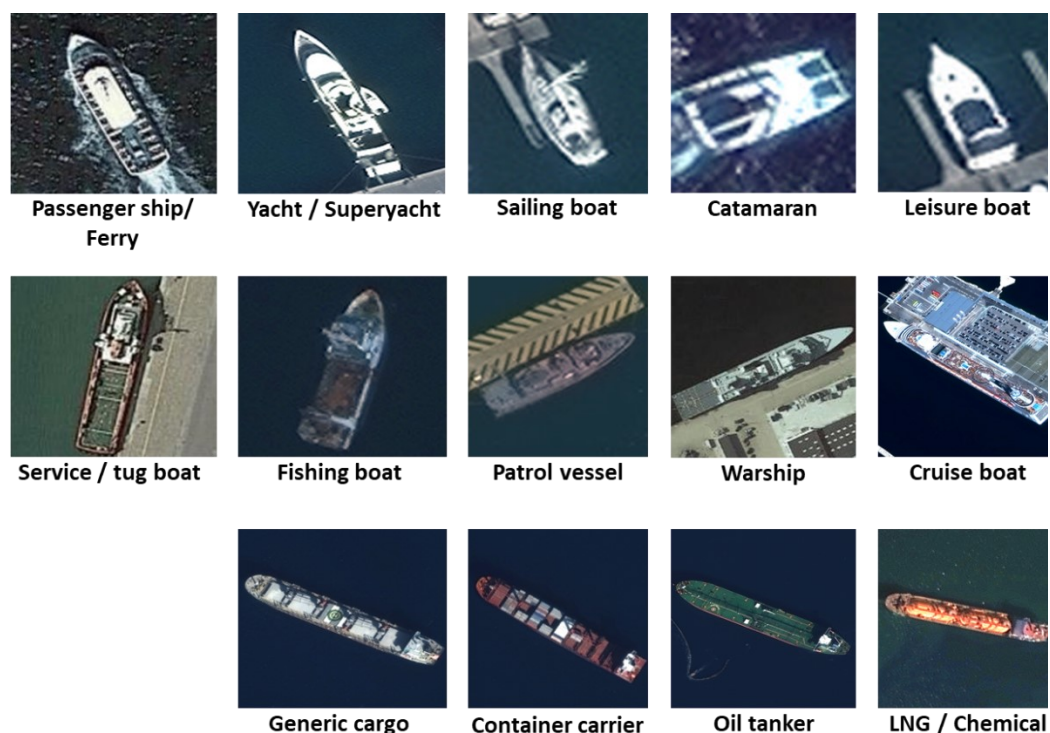 Passenger ship/
Ferry
Yacht / Superyacht
Sailing boat
Catamaran
Leisure boat
Service / tug boat
Fishing boat
Patrol vessel
Warship
Cruise boat
Generic cargo
Container carrier
Oil tanker
LNG / Chemical